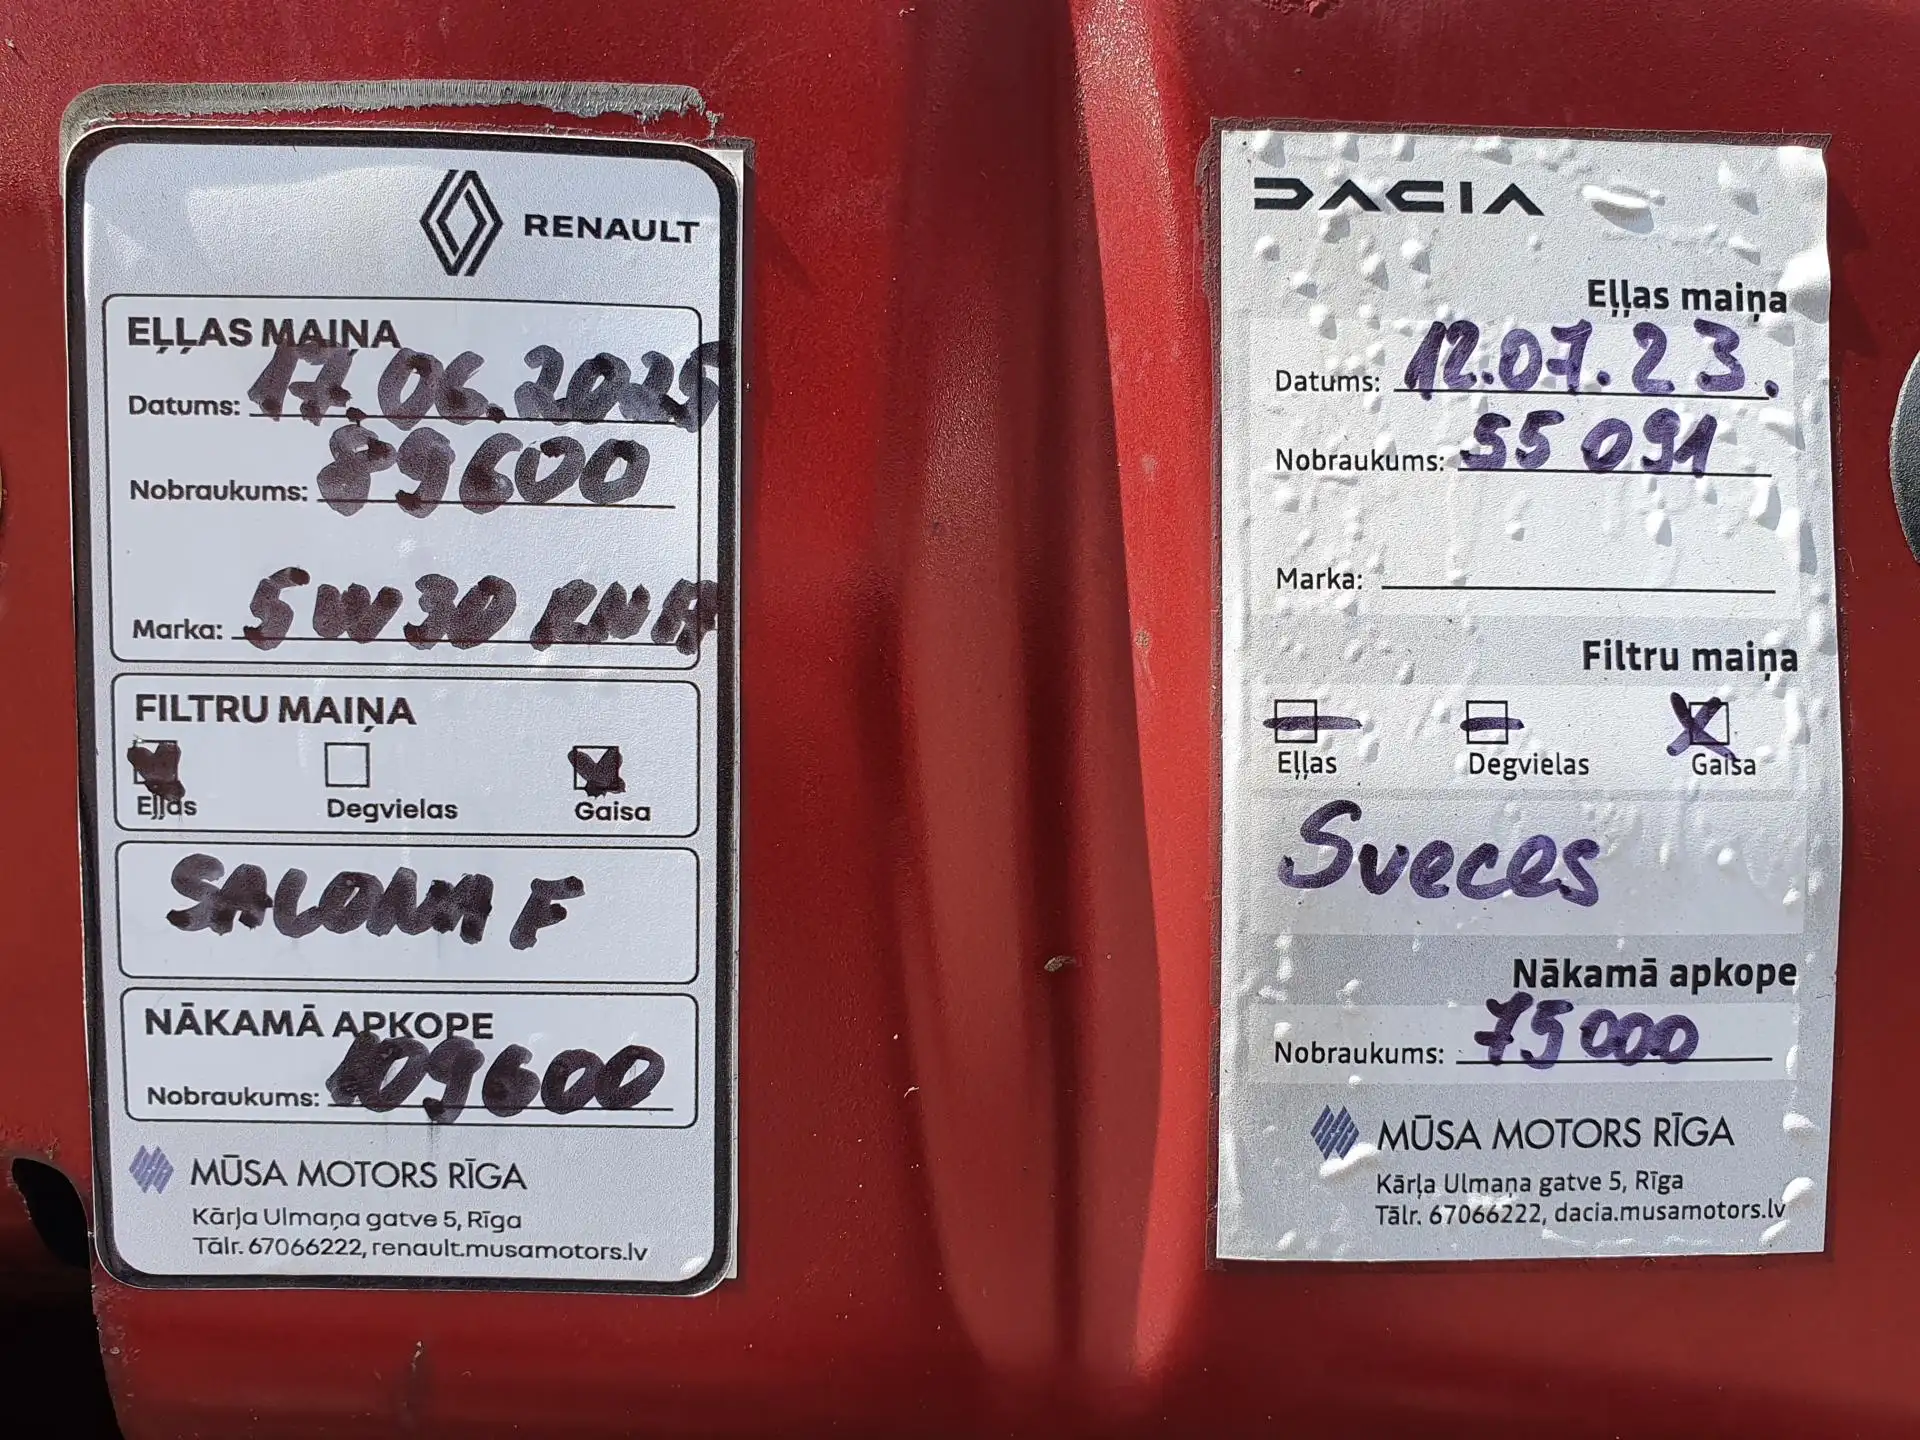 RENAULT
EĻĻAS MAIŅA
Datums: 17.06.2025
Nobraukums: 89600
Marka: 5W30 RN17
FILTRU MAIŅA
Eļļas Degvielas Gaisa
SALONA F
NĀKAMĀ APKOPE
Nobraukums: 109600
MŪSA MOTORS RĪGA
Kārļa Ulmaņa gatve 5, Rīga
Tālr. 67066222, renault.musamotors.lv
DACIA
Eļļas maiņa
Datums: 12.07.23.
Nobraukums: 55 091
Marka:
Filtru maiņa
Eļļas Degvielas Gaisa
Sveces
Nākamā apkope
Nobraukums: 75 000
MŪSA MOTORS RĪGA
Kārļa Ulmaņa gatve 5, Rīga
Tālr. 67066222, dacia.musamotors.lv